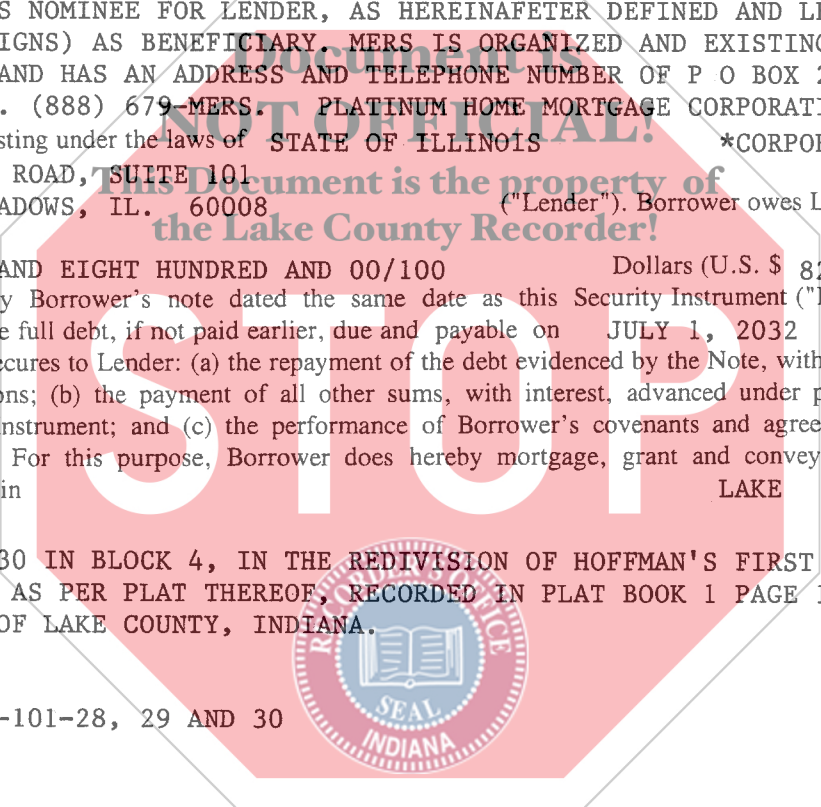 S NOMINEE FOR LENDER, AS HEREINAFETER DEFINED AND LE
IGNS) AS BENEFICIARY. MERS IS ORGANIZED AND EXISTING
AND HAS AN ADDRESS AND TELEPHONE NUMBER OF P O BOX 2
. (888) 679-MERS. PLATINUM HOME MORTGAGE CORPORATI
sting under the laws of STATE OF ILLINOIS *CORPOR
ROAD, SUITE 101
ADOWS, IL. 60008 ("Lender"). Borrower owes L
AND EIGHT HUNDRED AND 00/100 Dollars (U.S. $ 82
y Borrower's note dated the same date as this Security Instrument ("
e full debt, if not paid earlier, due and payable on JULY 1, 2032
ecures to Lender: (a) the repayment of the debt evidenced by the Note, with
ons; (b) the payment of all other sums, with interest, advanced under p
nstrument; and (c) the performance of Borrower's covenants and agree
For this purpose, Borrower does hereby mortgage, grant and convey
in LAKE
30 IN BLOCK 4, IN THE REDIVISION OF HOFFMAN'S FIRST
AS PER PLAT THEREOF, RECORDED IN PLAT BOOK 1 PAGE 1
OF LAKE COUNTY, INDIANA.
-101-28, 29 AND 30
Document is
NOT OFFICIAL!
This Document is the property of
the Lake County Recorder!
STOP
RECORDER'S OFFICE
SEAL
INDIANA